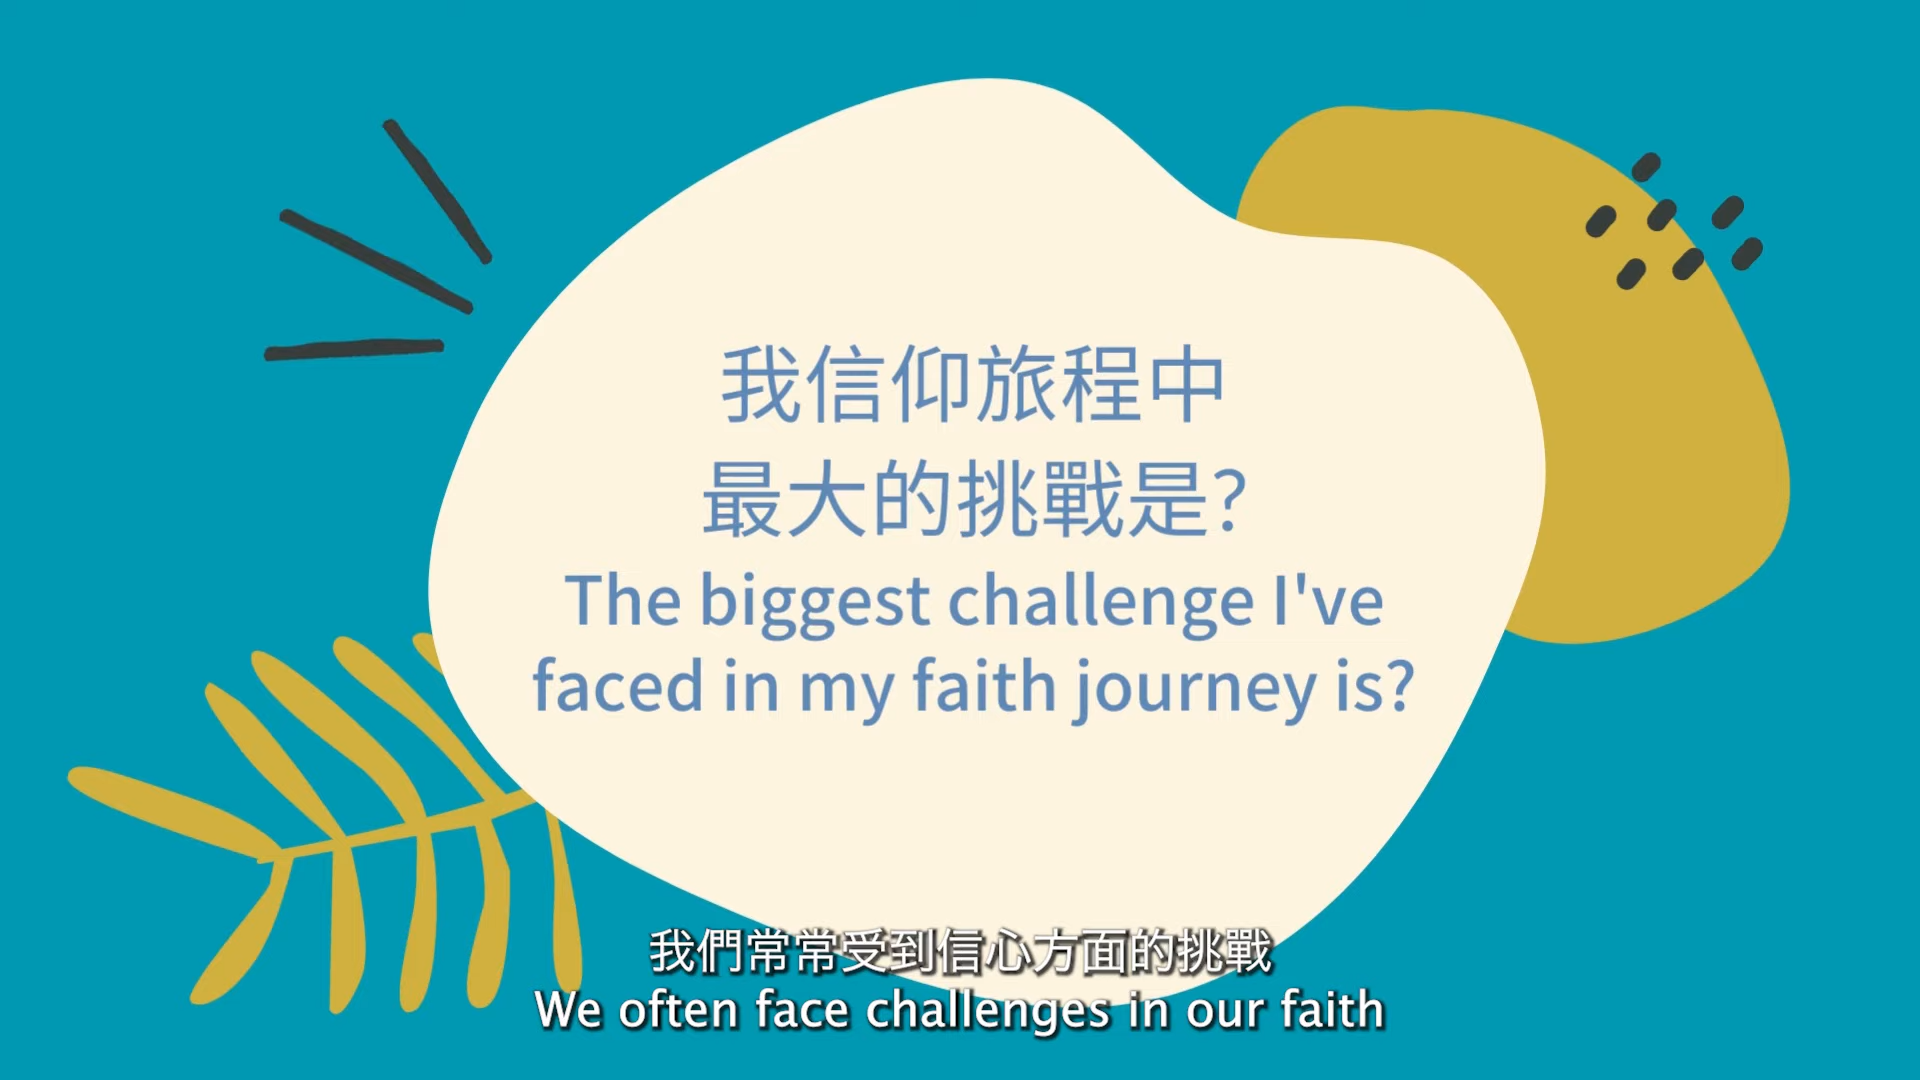 我信仰旅程中
最大的挑戰是?
The biggest challenge I've
faced in my faith journey is?
我們常常受到信心方面的挑戰
We often face challenges in our faith